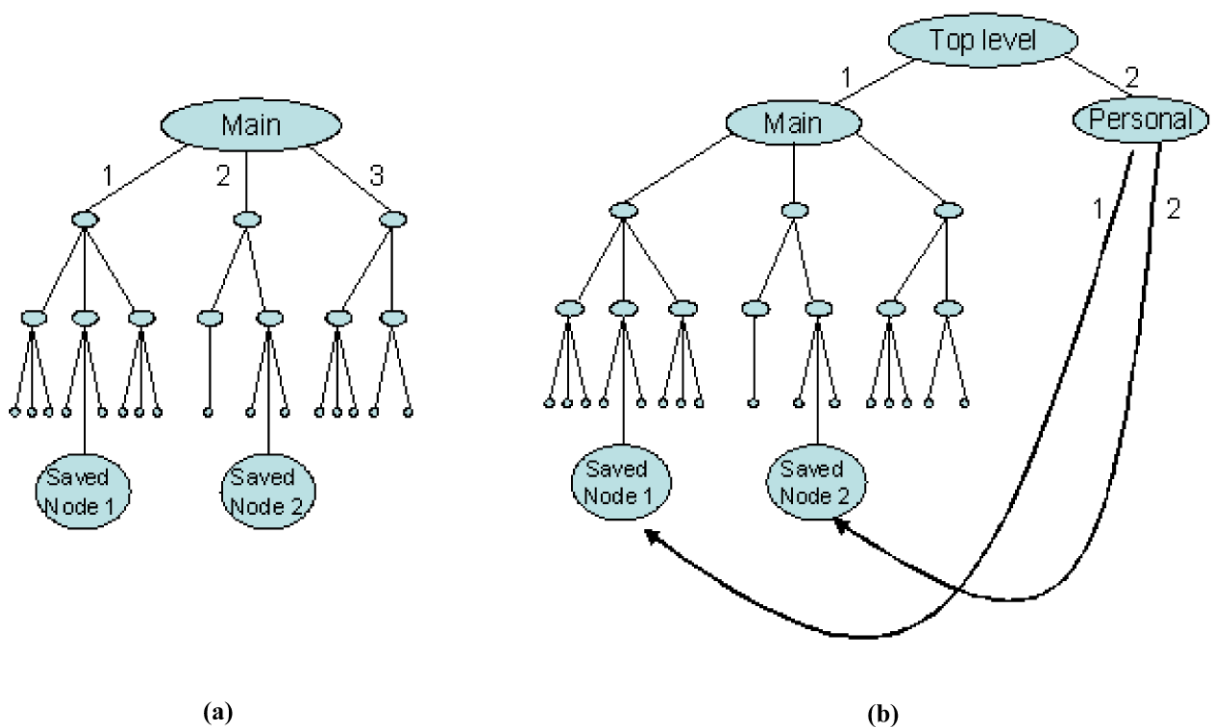 Main
1
2
3
Saved
Node 1
Saved
Node 2
(a)
Top level
1
2
Main
Personal
1
2
Saved
Node 1
Saved
Node 2
(b)